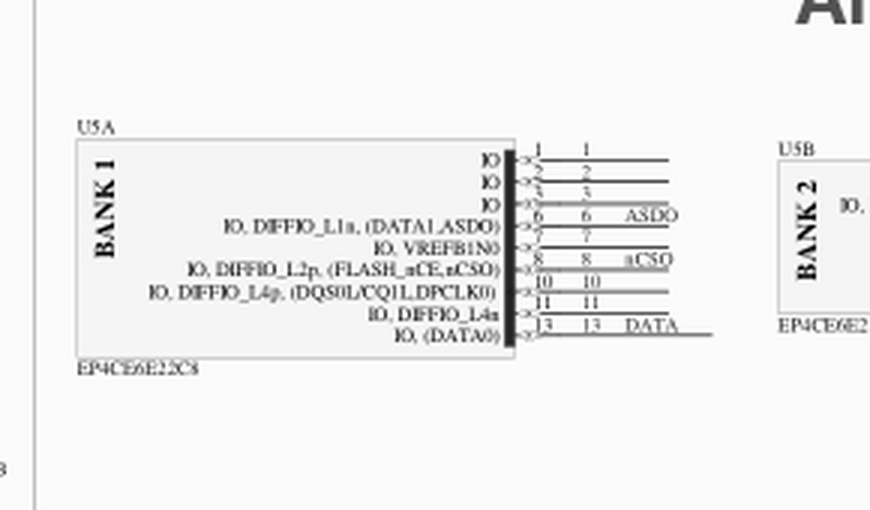 U5A
BANK 1
IO 1 1
IO 2 2
IO 3 3
IO, DIFFIO_L1n, (DATA1,ASDO) 6 6 ASDO
IO, VREFB1N0 7 7
IO, DIFFIO_L2p, (FLASH_nCE,nCSO) 8 8 nCSO
IO, DIFFIO_L4p, (DQS0L/CQ1L,DPCLK0) 10 10
IO, DIFFIO_L4n 11 11
IO, (DATA0) 13 13 DATA
EP4CE6E22C8
U5B
BANK 2
IO,
EP4CE6E2